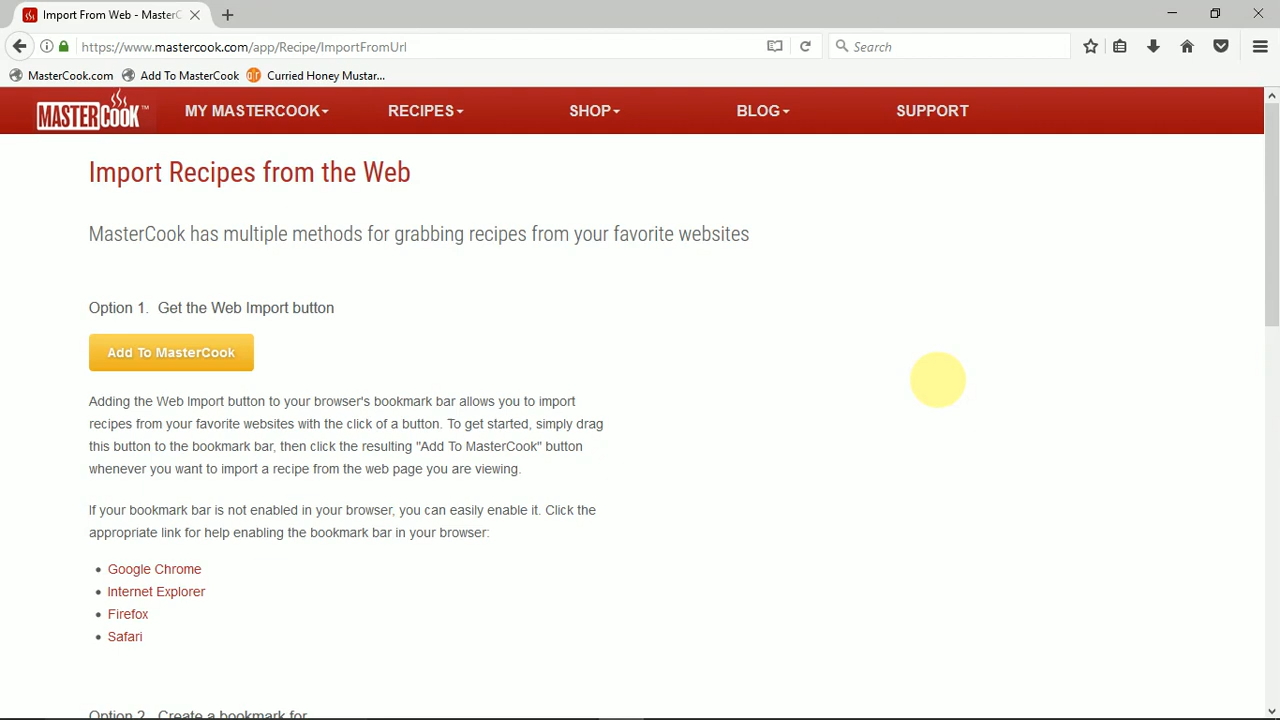 Import From Web - MasterC
https://www.mastercook.com/app/Recipe/ImportFromUrl
Search
MasterCook.com
Add To MasterCook
Curried Honey Mustar...
MASTERCOOK™
MY MASTERCOOK
RECIPES
SHOP
BLOG
SUPPORT
Import Recipes from the Web
MasterCook has multiple methods for grabbing recipes from your favorite websites
Option 1. Get the Web Import button
Add To MasterCook
Adding the Web Import button to your browser's bookmark bar allows you to import
recipes from your favorite websites with the click of a button. To get started, simply drag
this button to the bookmark bar, then click the resulting "Add To MasterCook" button
whenever you want to import a recipe from the web page you are viewing.
If your bookmark bar is not enabled in your browser, you can easily enable it. Click the
appropriate link for help enabling the bookmark bar in your browser:
• Google Chrome
• Internet Explorer
• Firefox
• Safari
Option 2. Create a bookmark for